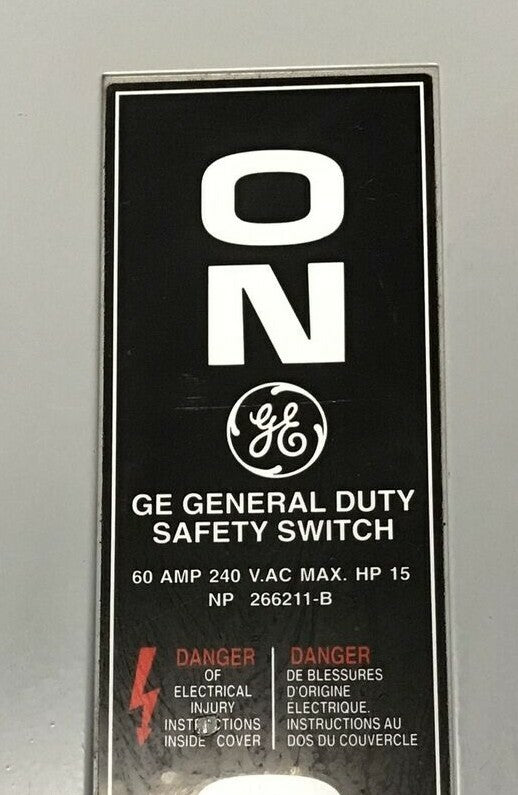 O
N
GE
GE GENERAL DUTY
SAFETY SWITCH
60 AMP 240 V.AC MAX. HP 15
NP 266211-B
DANGER
OF
ELECTRICAL
INJURY
INSTRUCTIONS
INSIDE COVER
DANGER
DE BLESSURES
D'ORIGINE
ELECTRIQUE.
INSTRUCTIONS AU
DOS DU COUVERCLE